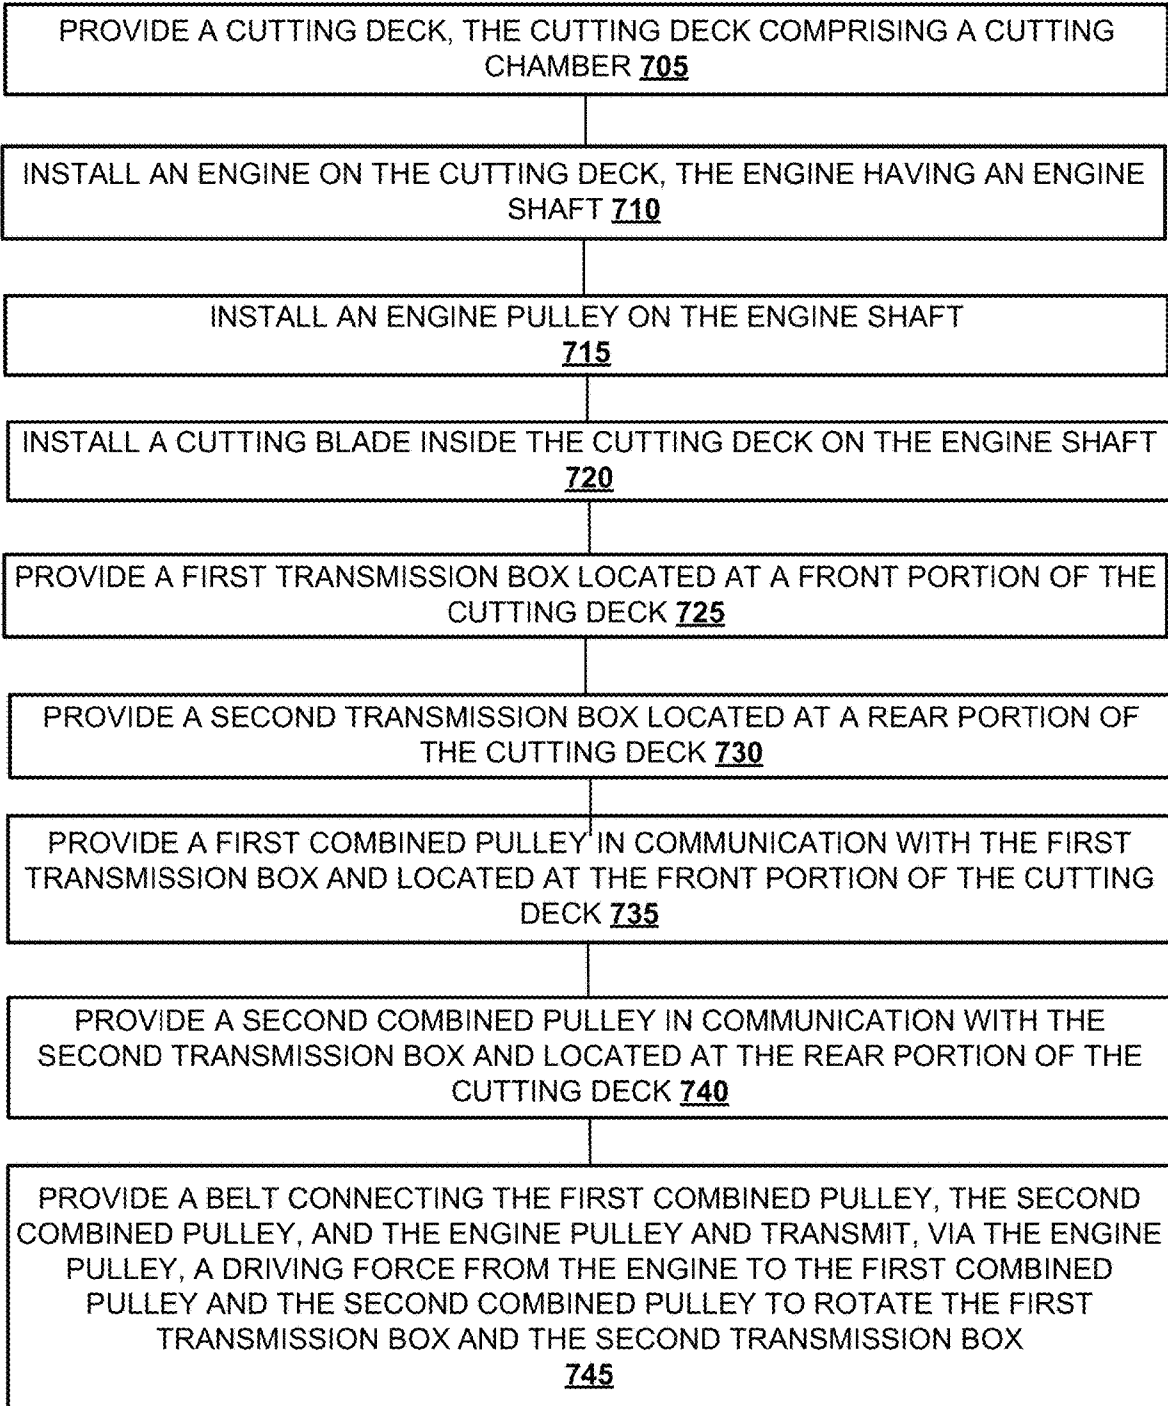 PROVIDE A CUTTING DECK, THE CUTTING DECK COMPRISING A CUTTING
CHAMBER 705
INSTALL AN ENGINE ON THE CUTTING DECK, THE ENGINE HAVING AN ENGINE
SHAFT 710
INSTALL AN ENGINE PULLEY ON THE ENGINE SHAFT
715
INSTALL A CUTTING BLADE INSIDE THE CUTTING DECK ON THE ENGINE SHAFT
720
PROVIDE A FIRST TRANSMISSION BOX LOCATED AT A FRONT PORTION OF THE
CUTTING DECK 725
PROVIDE A SECOND TRANSMISSION BOX LOCATED AT A REAR PORTION OF
THE CUTTING DECK 730
PROVIDE A FIRST COMBINED PULLEY IN COMMUNICATION WITH THE FIRST
TRANSMISSION BOX AND LOCATED AT THE FRONT PORTION OF THE CUTTING
DECK 735
PROVIDE A SECOND COMBINED PULLEY IN COMMUNICATION WITH THE
SECOND TRANSMISSION BOX AND LOCATED AT THE REAR PORTION OF THE
CUTTING DECK 740
PROVIDE A BELT CONNECTING THE FIRST COMBINED PULLEY, THE SECOND
COMBINED PULLEY, AND THE ENGINE PULLEY AND TRANSMIT, VIA THE ENGINE
PULLEY, A DRIVING FORCE FROM THE ENGINE TO THE FIRST COMBINED
PULLEY AND THE SECOND COMBINED PULLEY TO ROTATE THE FIRST
TRANSMISSION BOX AND THE SECOND TRANSMISSION BOX
745